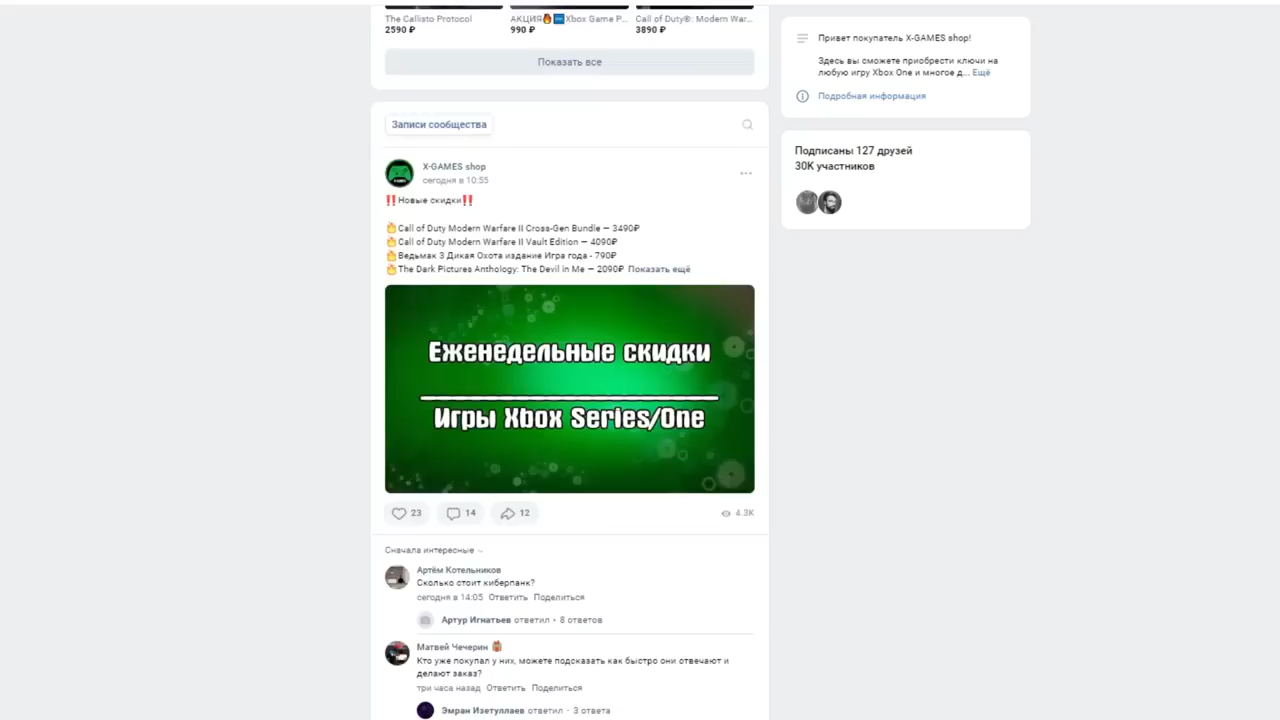 The Callisto Protocol
2590 ₽
АКЦИЯ🔥🟦Xbox Game P...
990 ₽
Call of Duty®: Modern War...
3890 ₽
Показать все
Записи сообщества
X-GAMES shop
сегодня в 10:55
‼️Новые скидки‼️
👌Call of Duty Modern Warfare II Cross-Gen Bundle — 3490₽
👌Call of Duty Modern Warfare II Vault Edition — 4090₽
👌Ведьмак 3 Дикая Охота издание Игра года - 790₽
👌The Dark Pictures Anthology: The Devil in Me — 2090₽ Показать ещё
Еженедельные скидки
Игры Xbox Series/One
23 14 12 4.3K
Сначала интересные
Артём Котельников
Сколько стоит киберпанк?
сегодня в 14:05 Ответить Поделиться
Артур Игнатьев ответил · 8 ответов
Матвей Чечерин
Кто уже покупал у них, можете подсказать как быстро они отвечают и
делают заказ?
три часа назад Ответить Поделиться
Эмран Изетуллаев ответил · 3 ответа
Привет покупатель X-GAMES shop!
Здесь вы сможете приобрести ключи на
любую игру Xbox One и многое д... Ещё
Подробная информация
Подписаны 127 друзей
30K участников